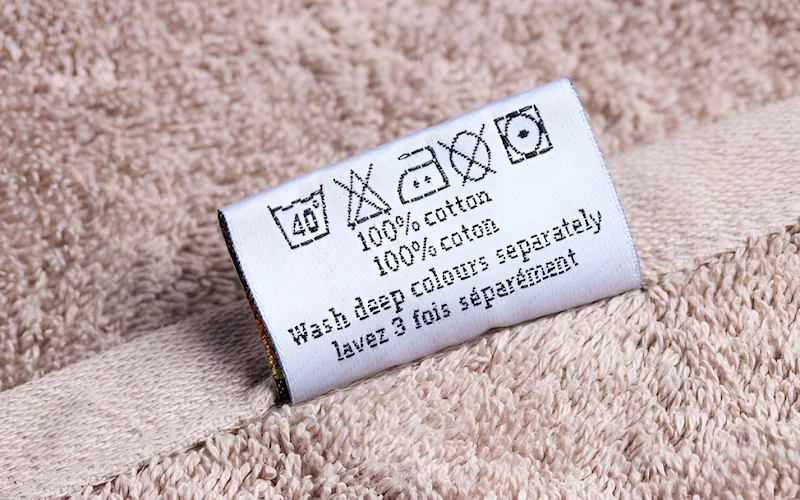 40°
100% cotton
100% coton
Wash deep colours separately
lavez 3 fois séparément